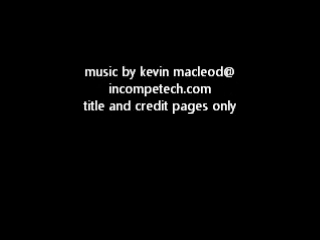 music by kevin macleod@
incompetech.com
title and credit pages only